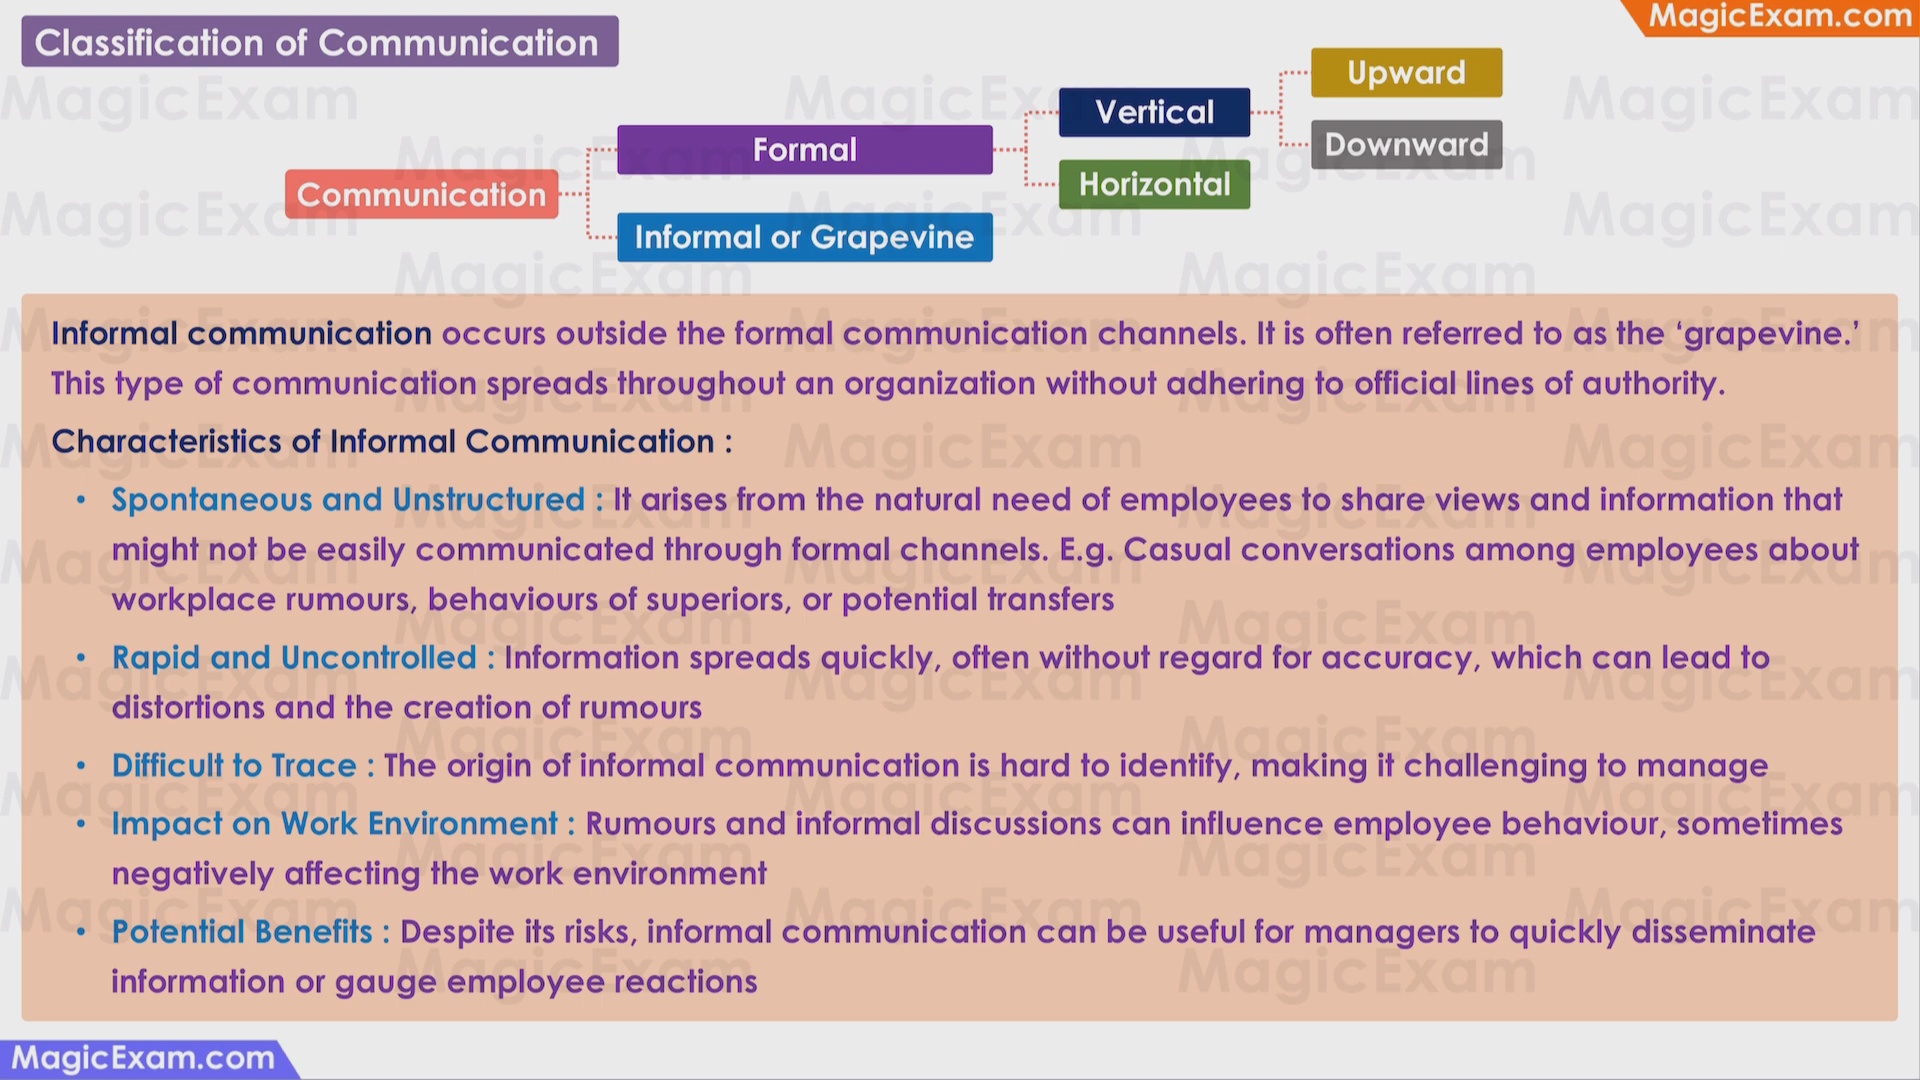 MagicExam.com
Classification of Communication
Upward
Vertical
Downward
Formal
Horizontal
Communication
Informal or Grapevine
Informal communication occurs outside the formal communication channels. It is often referred to as the ‘grapevine.’
This type of communication spreads throughout an organization without adhering to official lines of authority.
Characteristics of Informal Communication :
• Spontaneous and Unstructured : It arises from the natural need of employees to share views and information that
might not be easily communicated through formal channels. E.g. Casual conversations among employees about
workplace rumours, behaviours of superiors, or potential transfers
• Rapid and Uncontrolled : Information spreads quickly, often without regard for accuracy, which can lead to
distortions and the creation of rumours
• Difficult to Trace : The origin of informal communication is hard to identify, making it challenging to manage
• Impact on Work Environment : Rumours and informal discussions can influence employee behaviour, sometimes
negatively affecting the work environment
• Potential Benefits : Despite its risks, informal communication can be useful for managers to quickly disseminate
information or gauge employee reactions
MagicExam.com